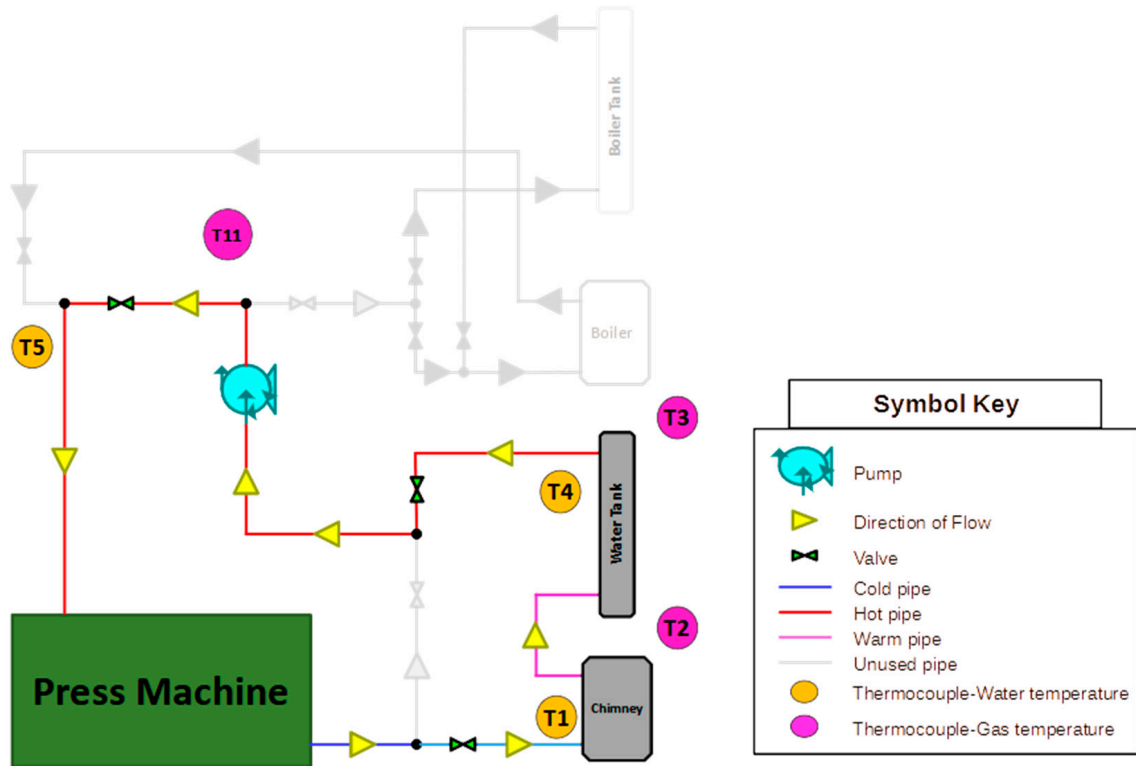 Boiler Tank
T11
T5
Boiler
T3
T4
Water Tank
T2
Press Machine
T1
Chimney
Symbol Key
Pump
Direction of Flow
Valve
Cold pipe
Hot pipe
Warm pipe
Unused pipe
Thermocouple-Water temperature
Thermocouple-Gas temperature